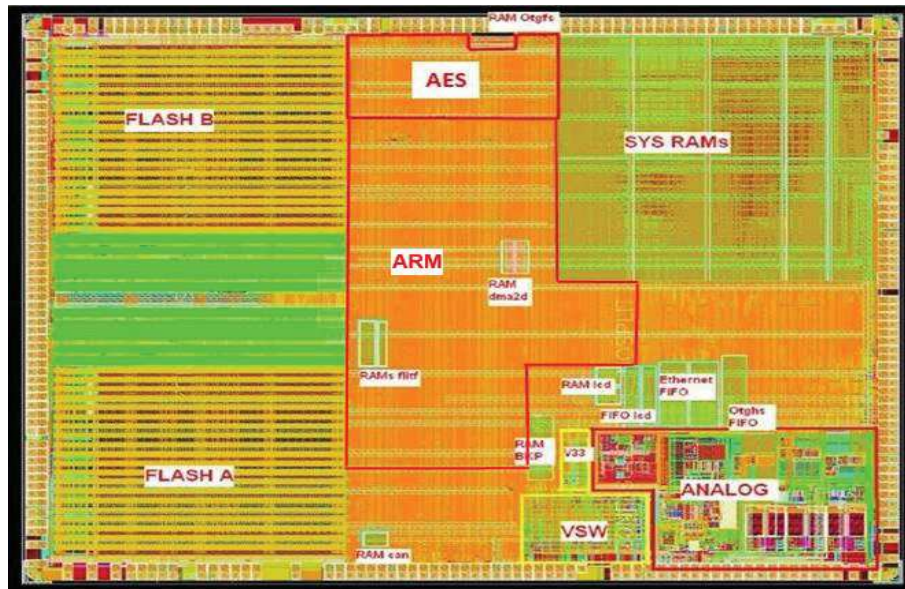 RAM Otgfs
AES
FLASH B
SYS RAMs
ARM
RAM
dma2d
RAMs flitf
RAM lcd
Ethernet
FIFO
FIFO lcd
Otghs
FIFO
RAM
BKP
V33
FLASH A
ANALOG
VSW
RAM can